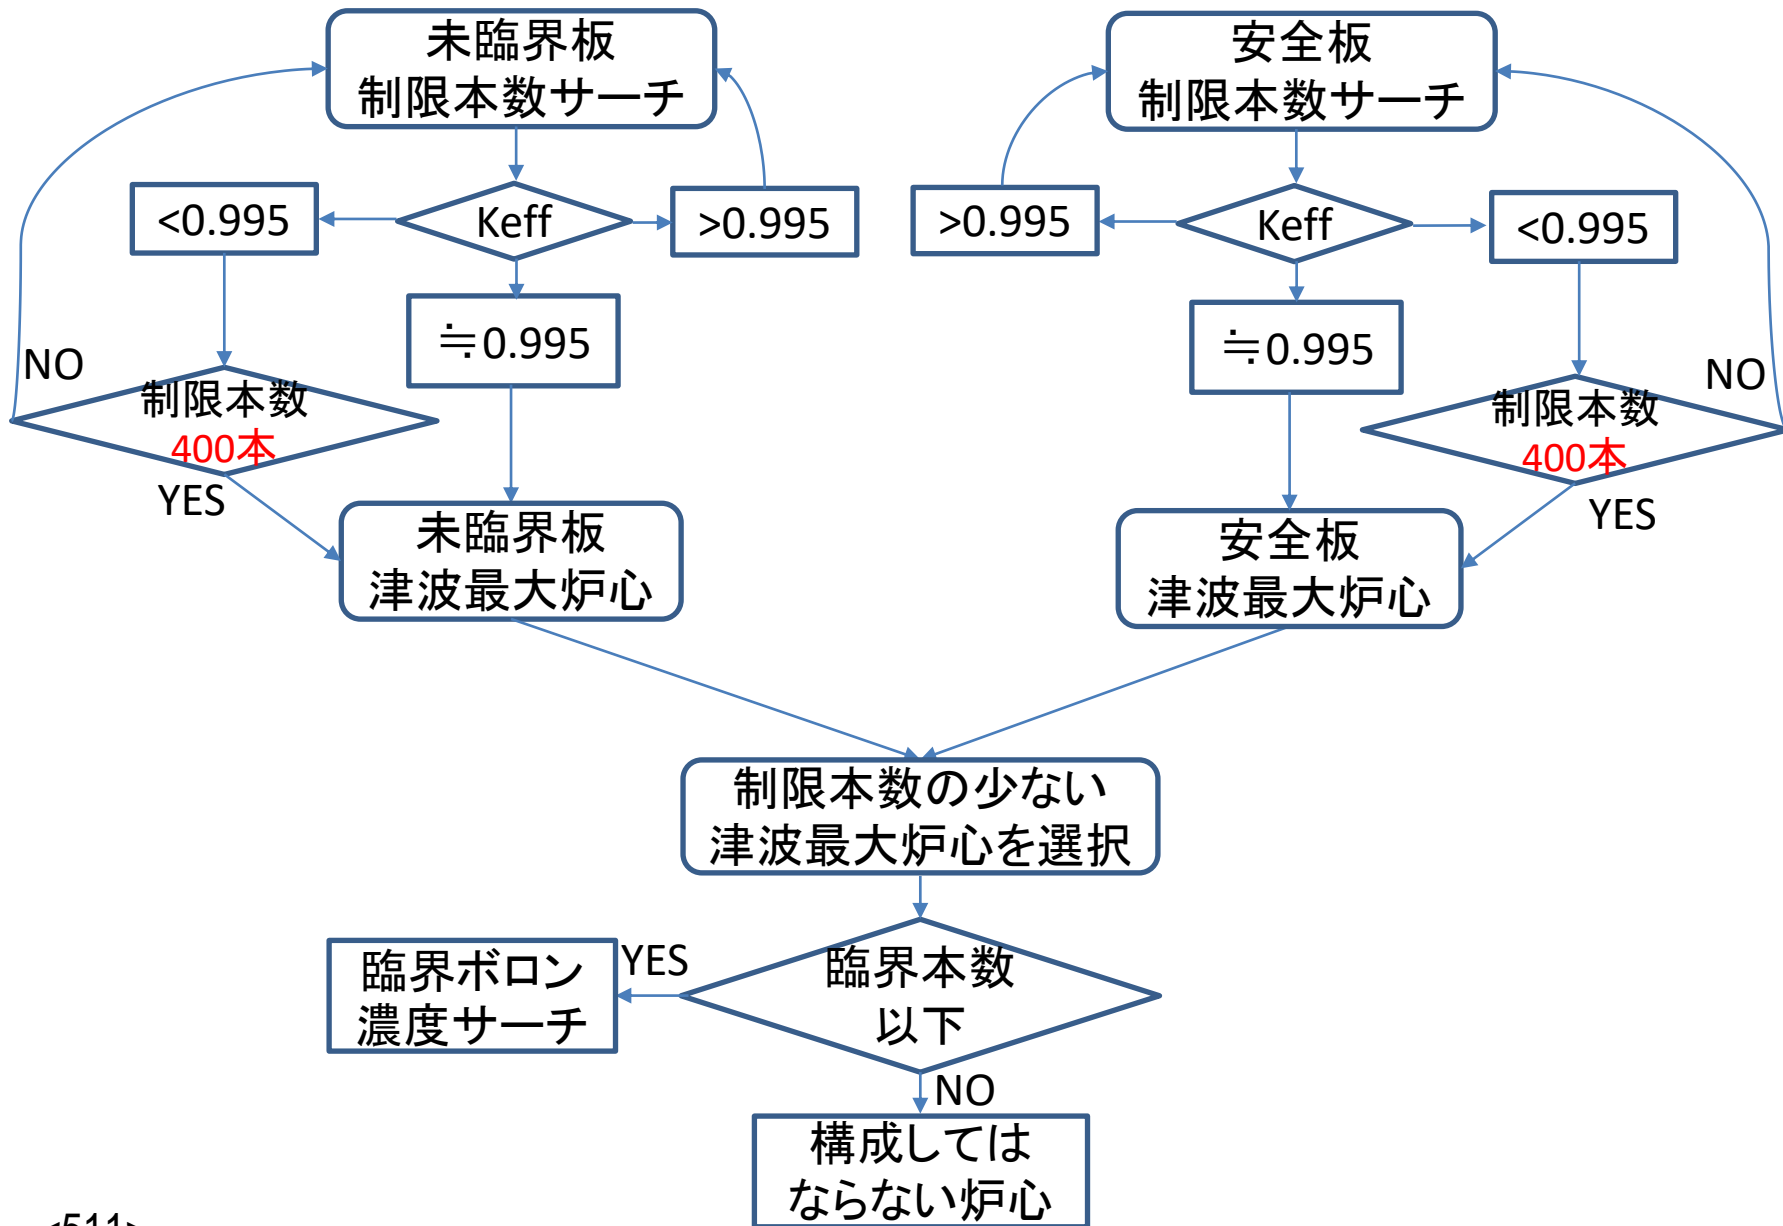 未臨界板
制限本数サーチ
<0.995
Keff
>0.995
≒0.995
NO
制限本数
400本
YES
未臨界板
津波最大炉心
安全板
制限本数サーチ
>0.995
Keff
<0.995
≒0.995
NO
制限本数
400本
YES
安全板
津波最大炉心
制限本数の少ない
津波最大炉心を選択
臨界本数
以下
YES
臨界ボロン
濃度サーチ
NO
構成しては
ならない炉心
<511>